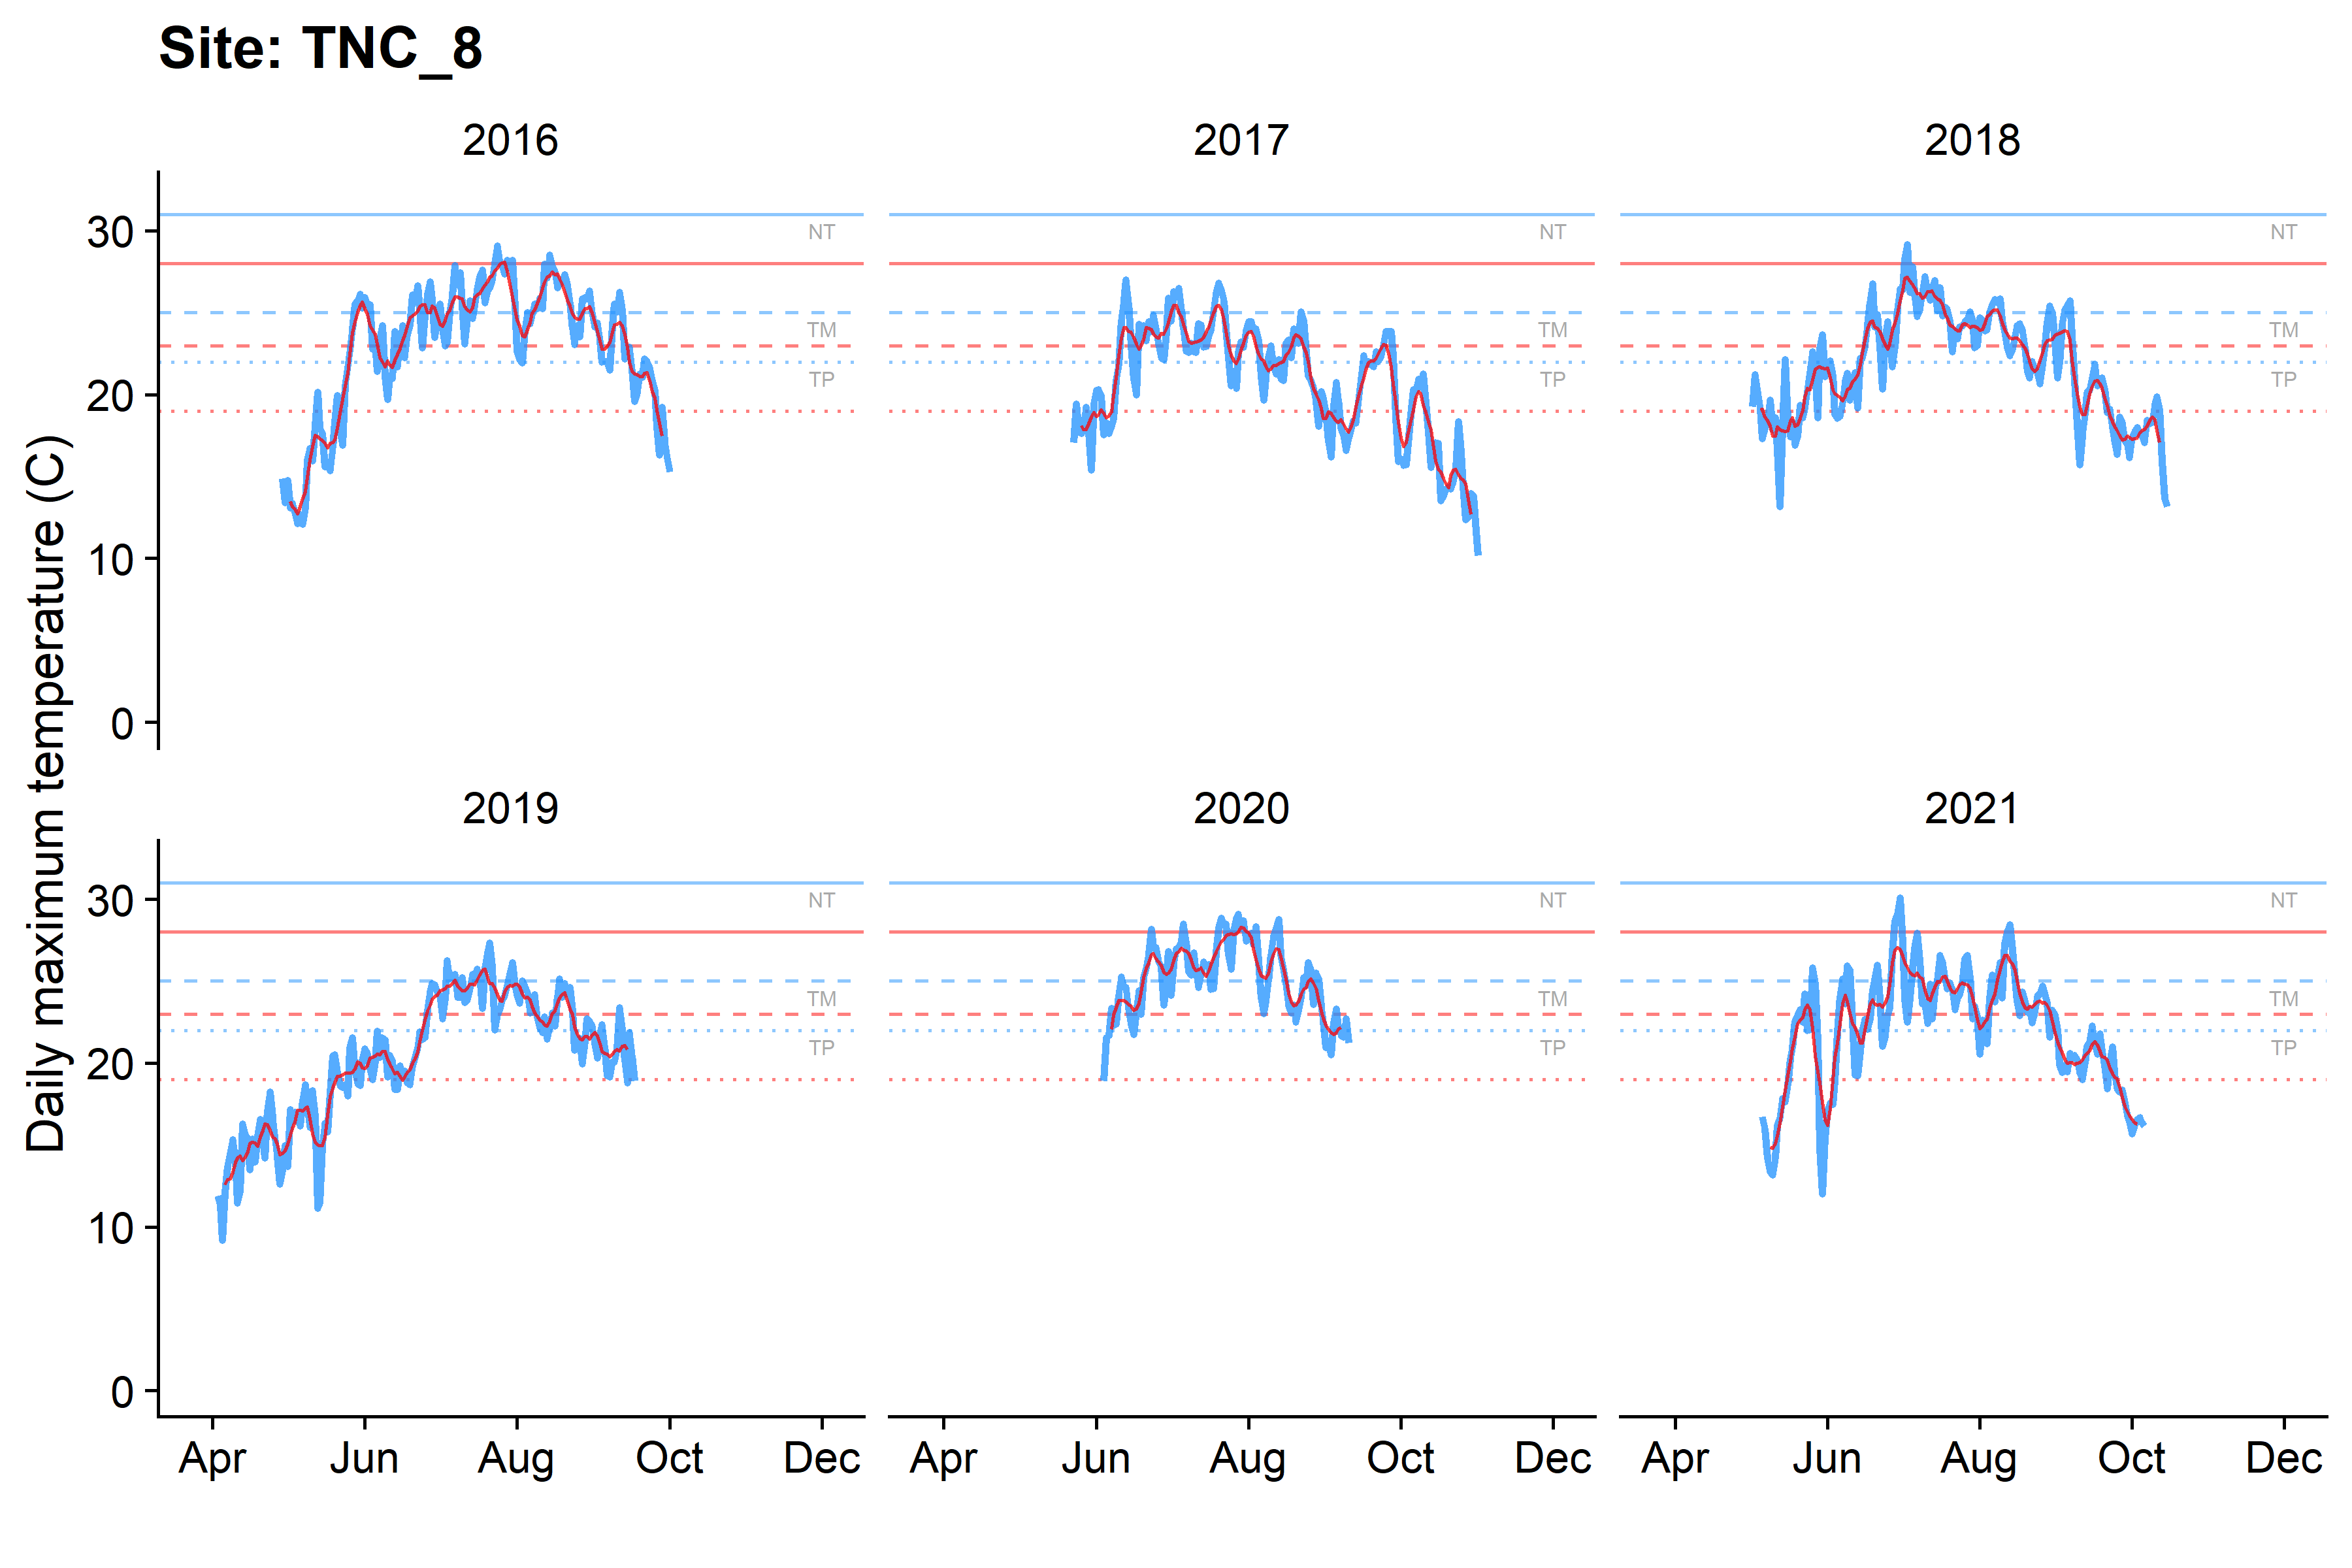 Site: TNC_8
2016 2017 2018
Daily maximum temperature (C)
30
20
10
0
NT NT NT
TM TM TM
TP TP TP
2019 2020 2021
30
20
10
0
NT NT NT
TM TM TM
TP TP TP
Apr Jun Aug Oct Dec Apr Jun Aug Oct Dec Apr Jun Aug Oct Dec